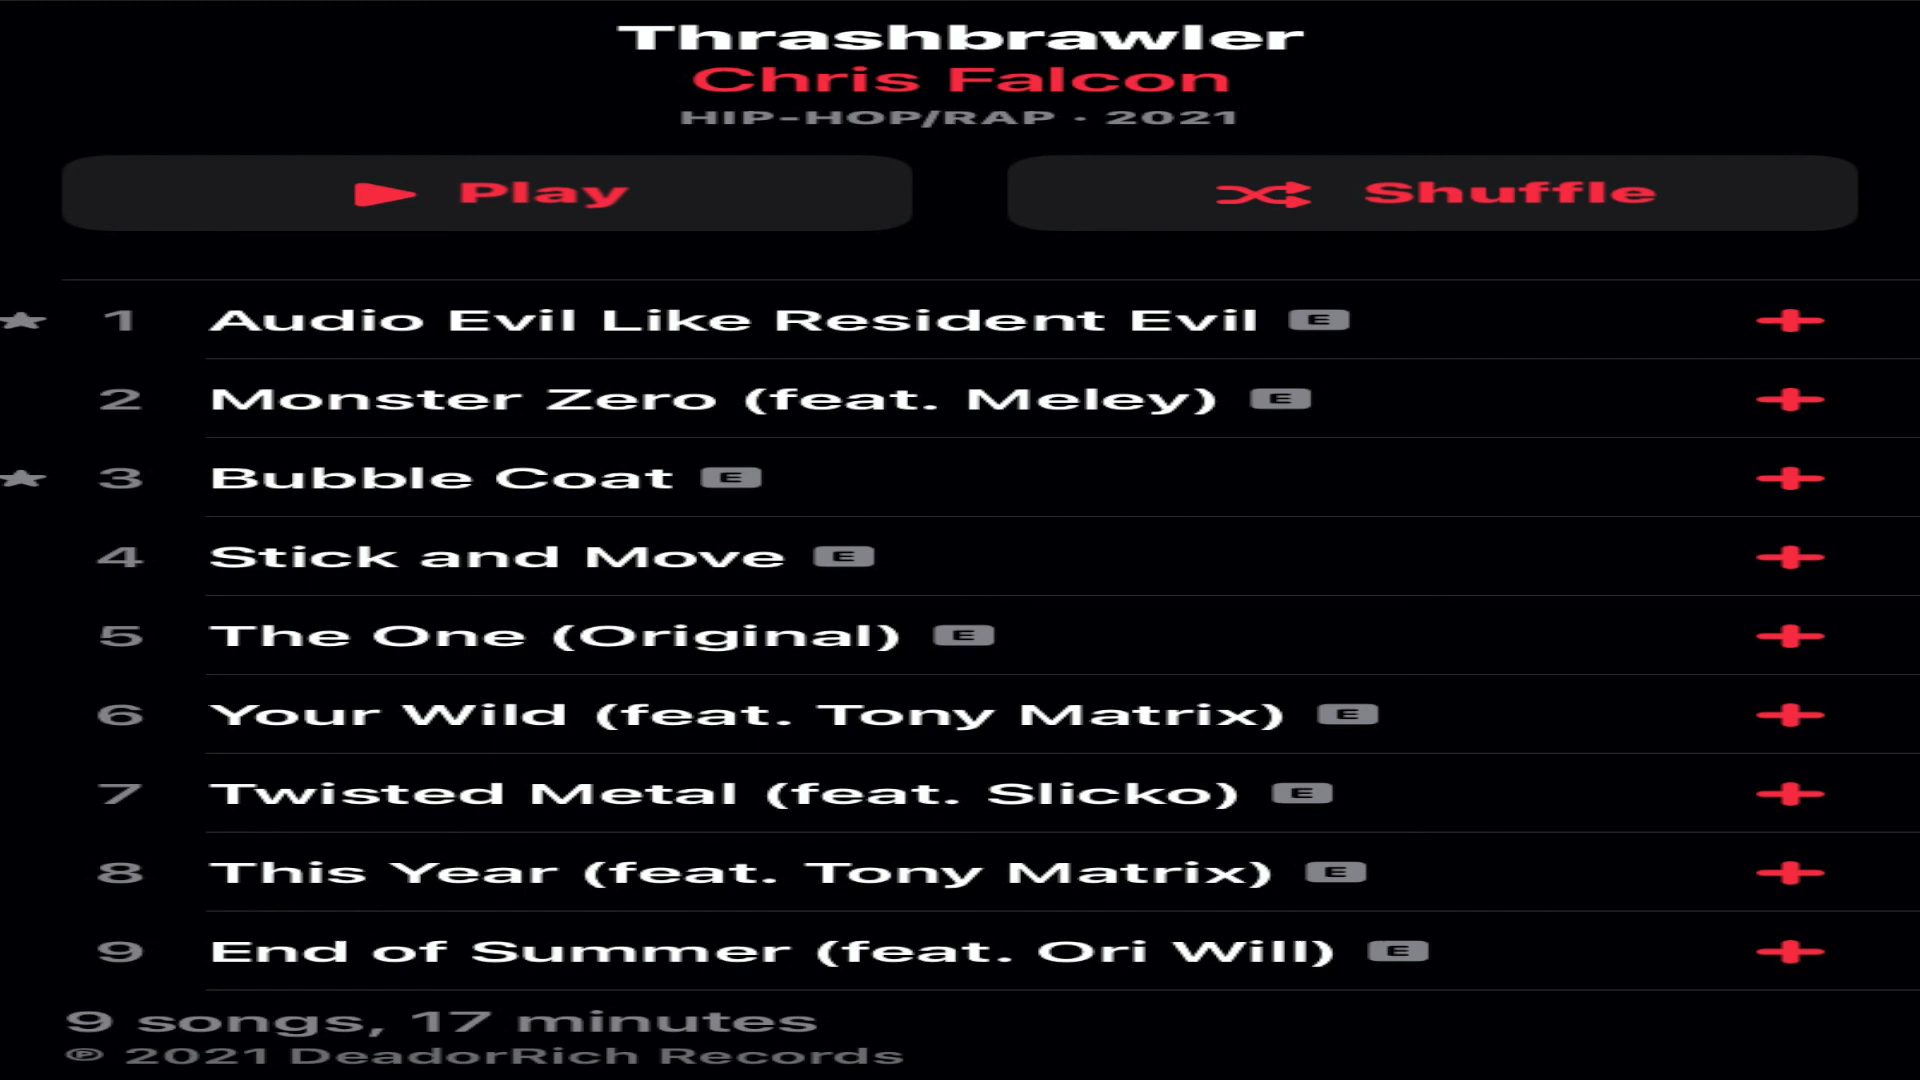 Thrashbrawler
Chris Falcon
HIP-HOP/RAP · 2021
Play
Shuffle
1 Audio Evil Like Resident Evil E
2 Monster Zero (feat. Meley) E
3 Bubble Coat E
4 Stick and Move E
5 The One (Original) E
6 Your Wild (feat. Tony Matrix) E
7 Twisted Metal (feat. Slicko) E
8 This Year (feat. Tony Matrix) E
9 End of Summer (feat. Ori Will) E
9 songs, 17 minutes
℗ 2021 DeadorRich Records